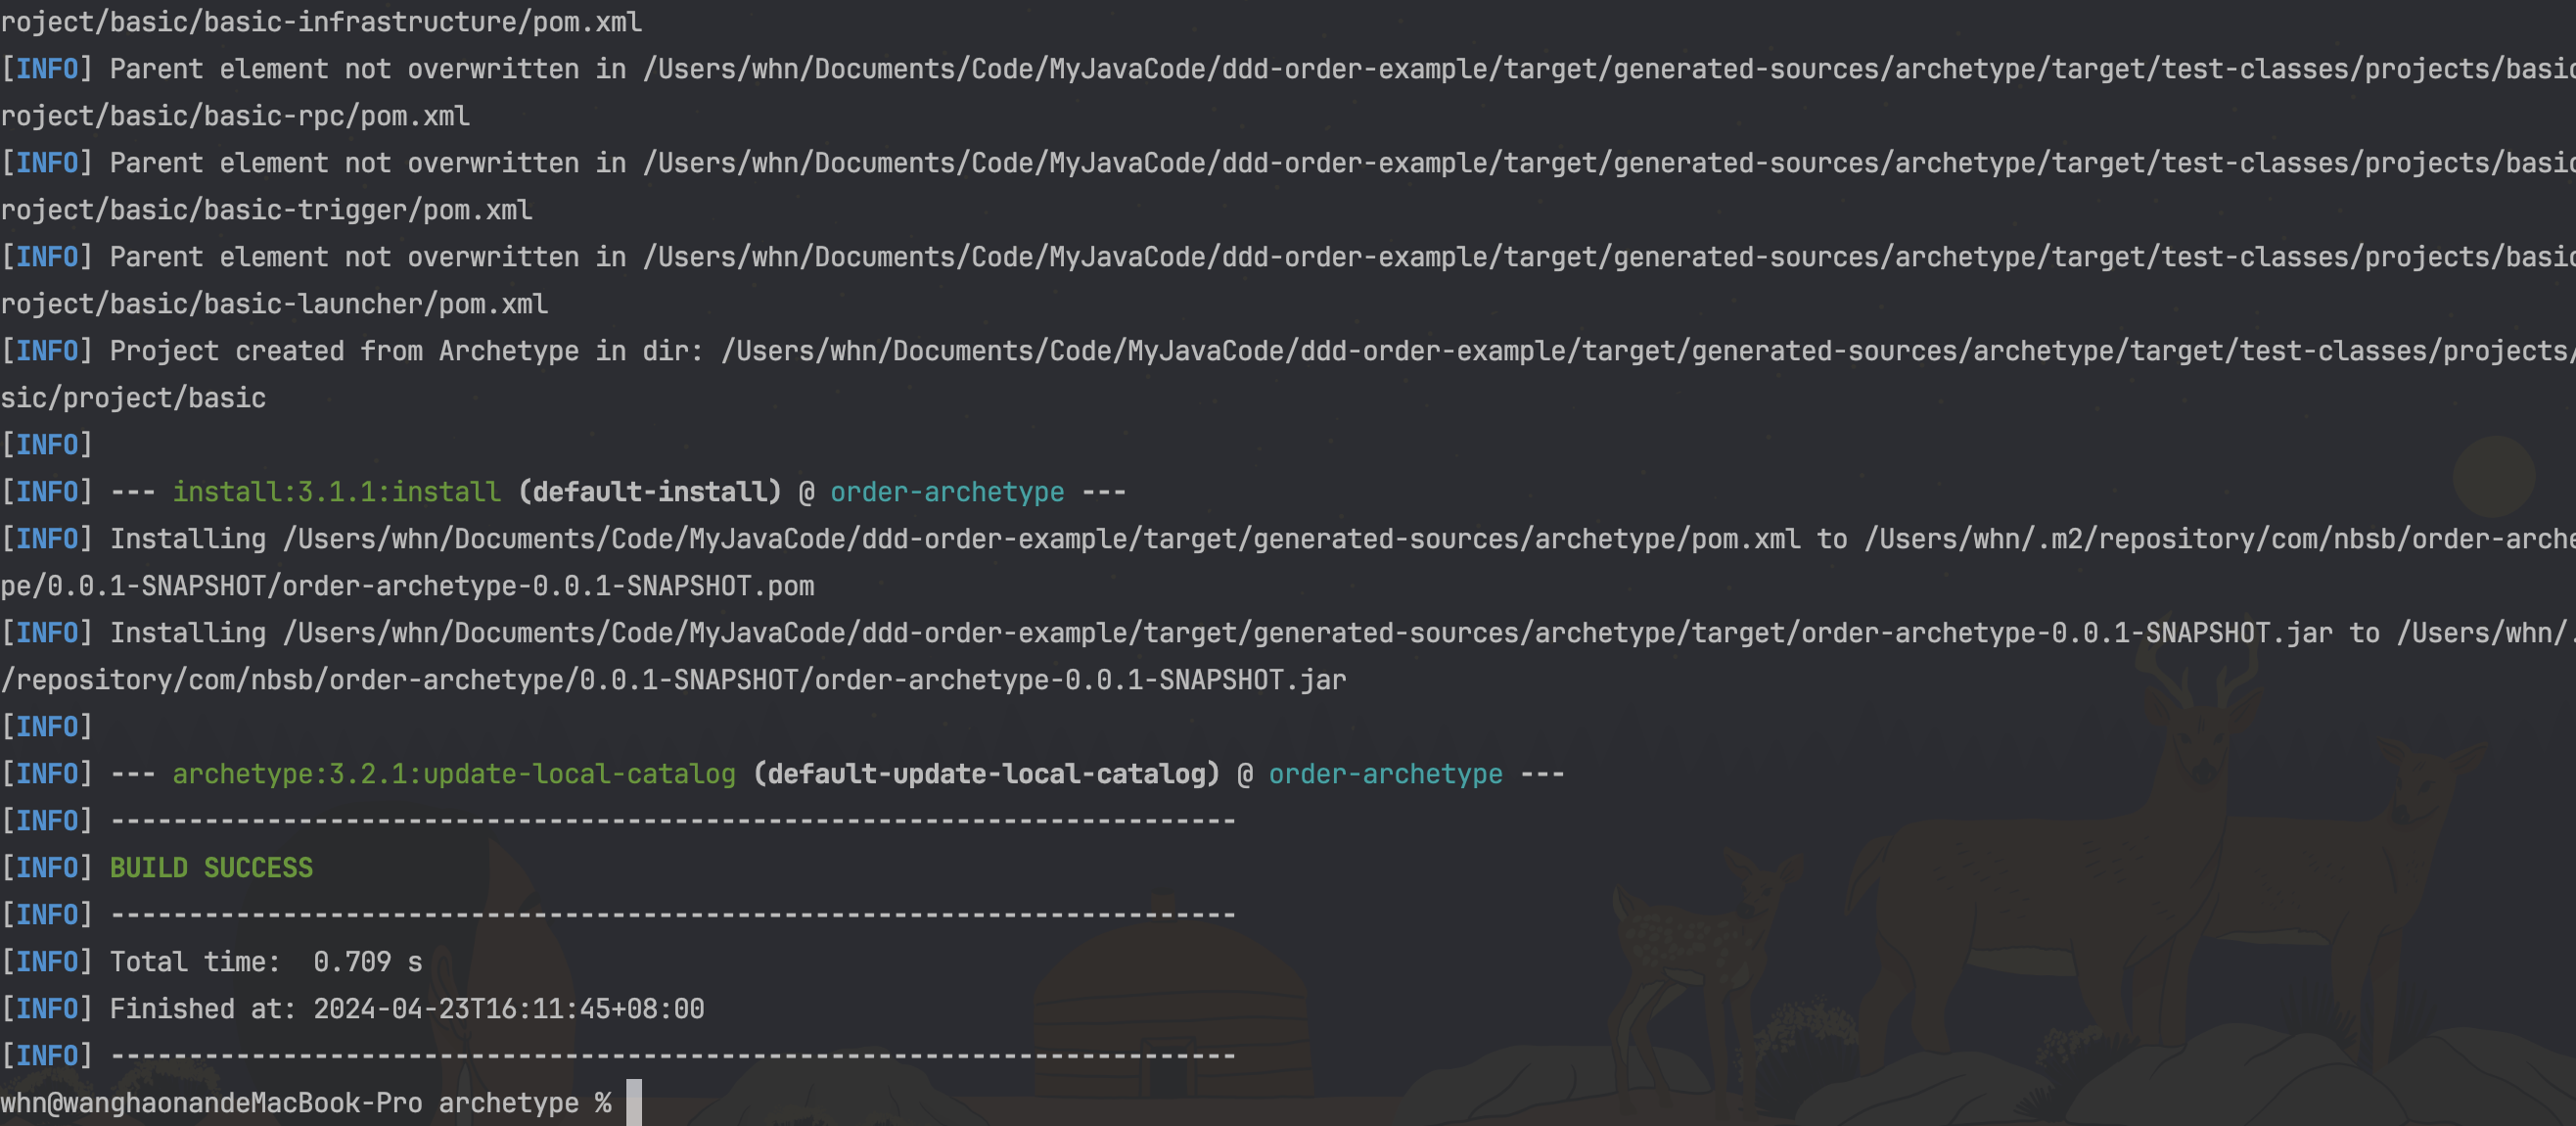 roject/basic/basic-infrastructure/pom.xml
[INFO] Parent element not overwritten in /Users/whn/Documents/Code/MyJavaCode/ddd-order-example/target/generated-sources/archetype/target/test-classes/projects/basic
roject/basic/basic-rpc/pom.xml
[INFO] Parent element not overwritten in /Users/whn/Documents/Code/MyJavaCode/ddd-order-example/target/generated-sources/archetype/target/test-classes/projects/basic
roject/basic/basic-trigger/pom.xml
[INFO] Parent element not overwritten in /Users/whn/Documents/Code/MyJavaCode/ddd-order-example/target/generated-sources/archetype/target/test-classes/projects/basic
roject/basic/basic-launcher/pom.xml
[INFO] Project created from Archetype in dir: /Users/whn/Documents/Code/MyJavaCode/ddd-order-example/target/generated-sources/archetype/target/test-classes/projects/
sic/project/basic
[INFO]
[INFO] --- install:3.1.1:install (default-install) @ order-archetype ---
[INFO] Installing /Users/whn/Documents/Code/MyJavaCode/ddd-order-example/target/generated-sources/archetype/pom.xml to /Users/whn/.m2/repository/com/nbsb/order-arche
pe/0.0.1-SNAPSHOT/order-archetype-0.0.1-SNAPSHOT.pom
[INFO] Installing /Users/whn/Documents/Code/MyJavaCode/ddd-order-example/target/generated-sources/archetype/target/order-archetype-0.0.1-SNAPSHOT.jar to /Users/whn/.
/repository/com/nbsb/order-archetype/0.0.1-SNAPSHOT/order-archetype-0.0.1-SNAPSHOT.jar
[INFO]
[INFO] --- archetype:3.2.1:update-local-catalog (default-update-local-catalog) @ order-archetype ---
[INFO] ------------------------------------------------------------------------
[INFO] BUILD SUCCESS
[INFO] ------------------------------------------------------------------------
[INFO] Total time:  0.709 s
[INFO] Finished at: 2024-04-23T16:11:45+08:00
[INFO] ------------------------------------------------------------------------
whn@wanghaonandeMacBook-Pro archetype %